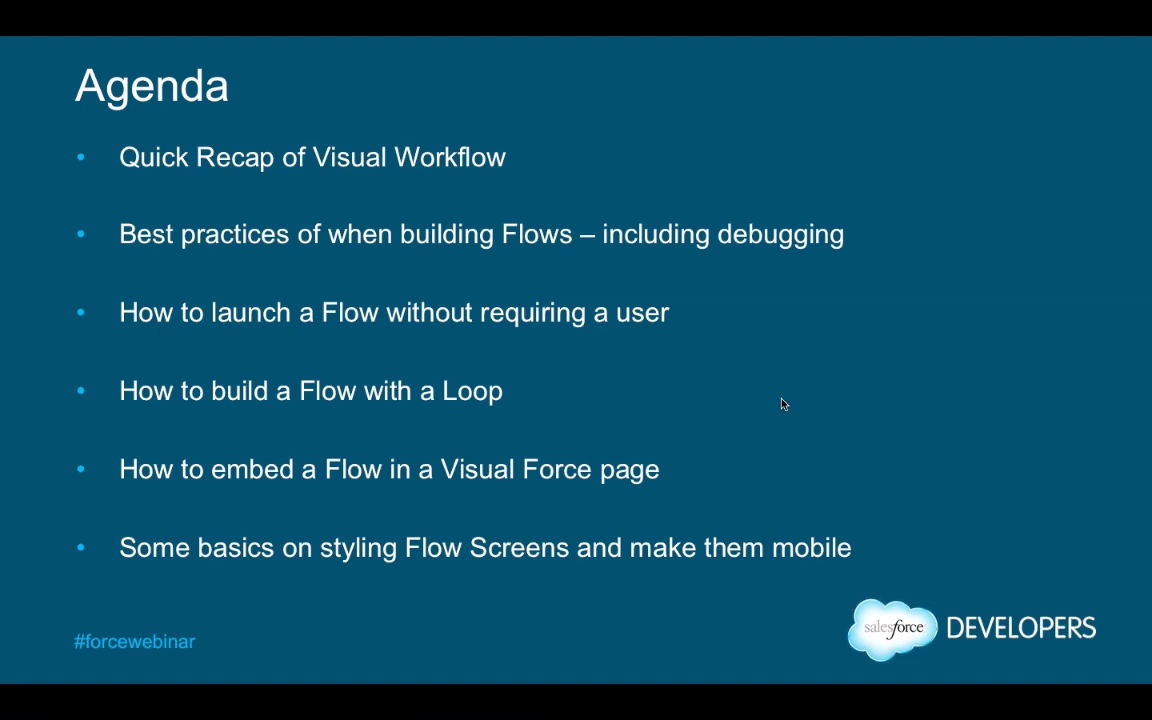 Agenda
• Quick Recap of Visual Workflow
• Best practices of when building Flows – including debugging
• How to launch a Flow without requiring a user
• How to build a Flow with a Loop
• How to embed a Flow in a Visual Force page
• Some basics on styling Flow Screens and make them mobile
#forcewebinar
salesforce DEVELOPERS